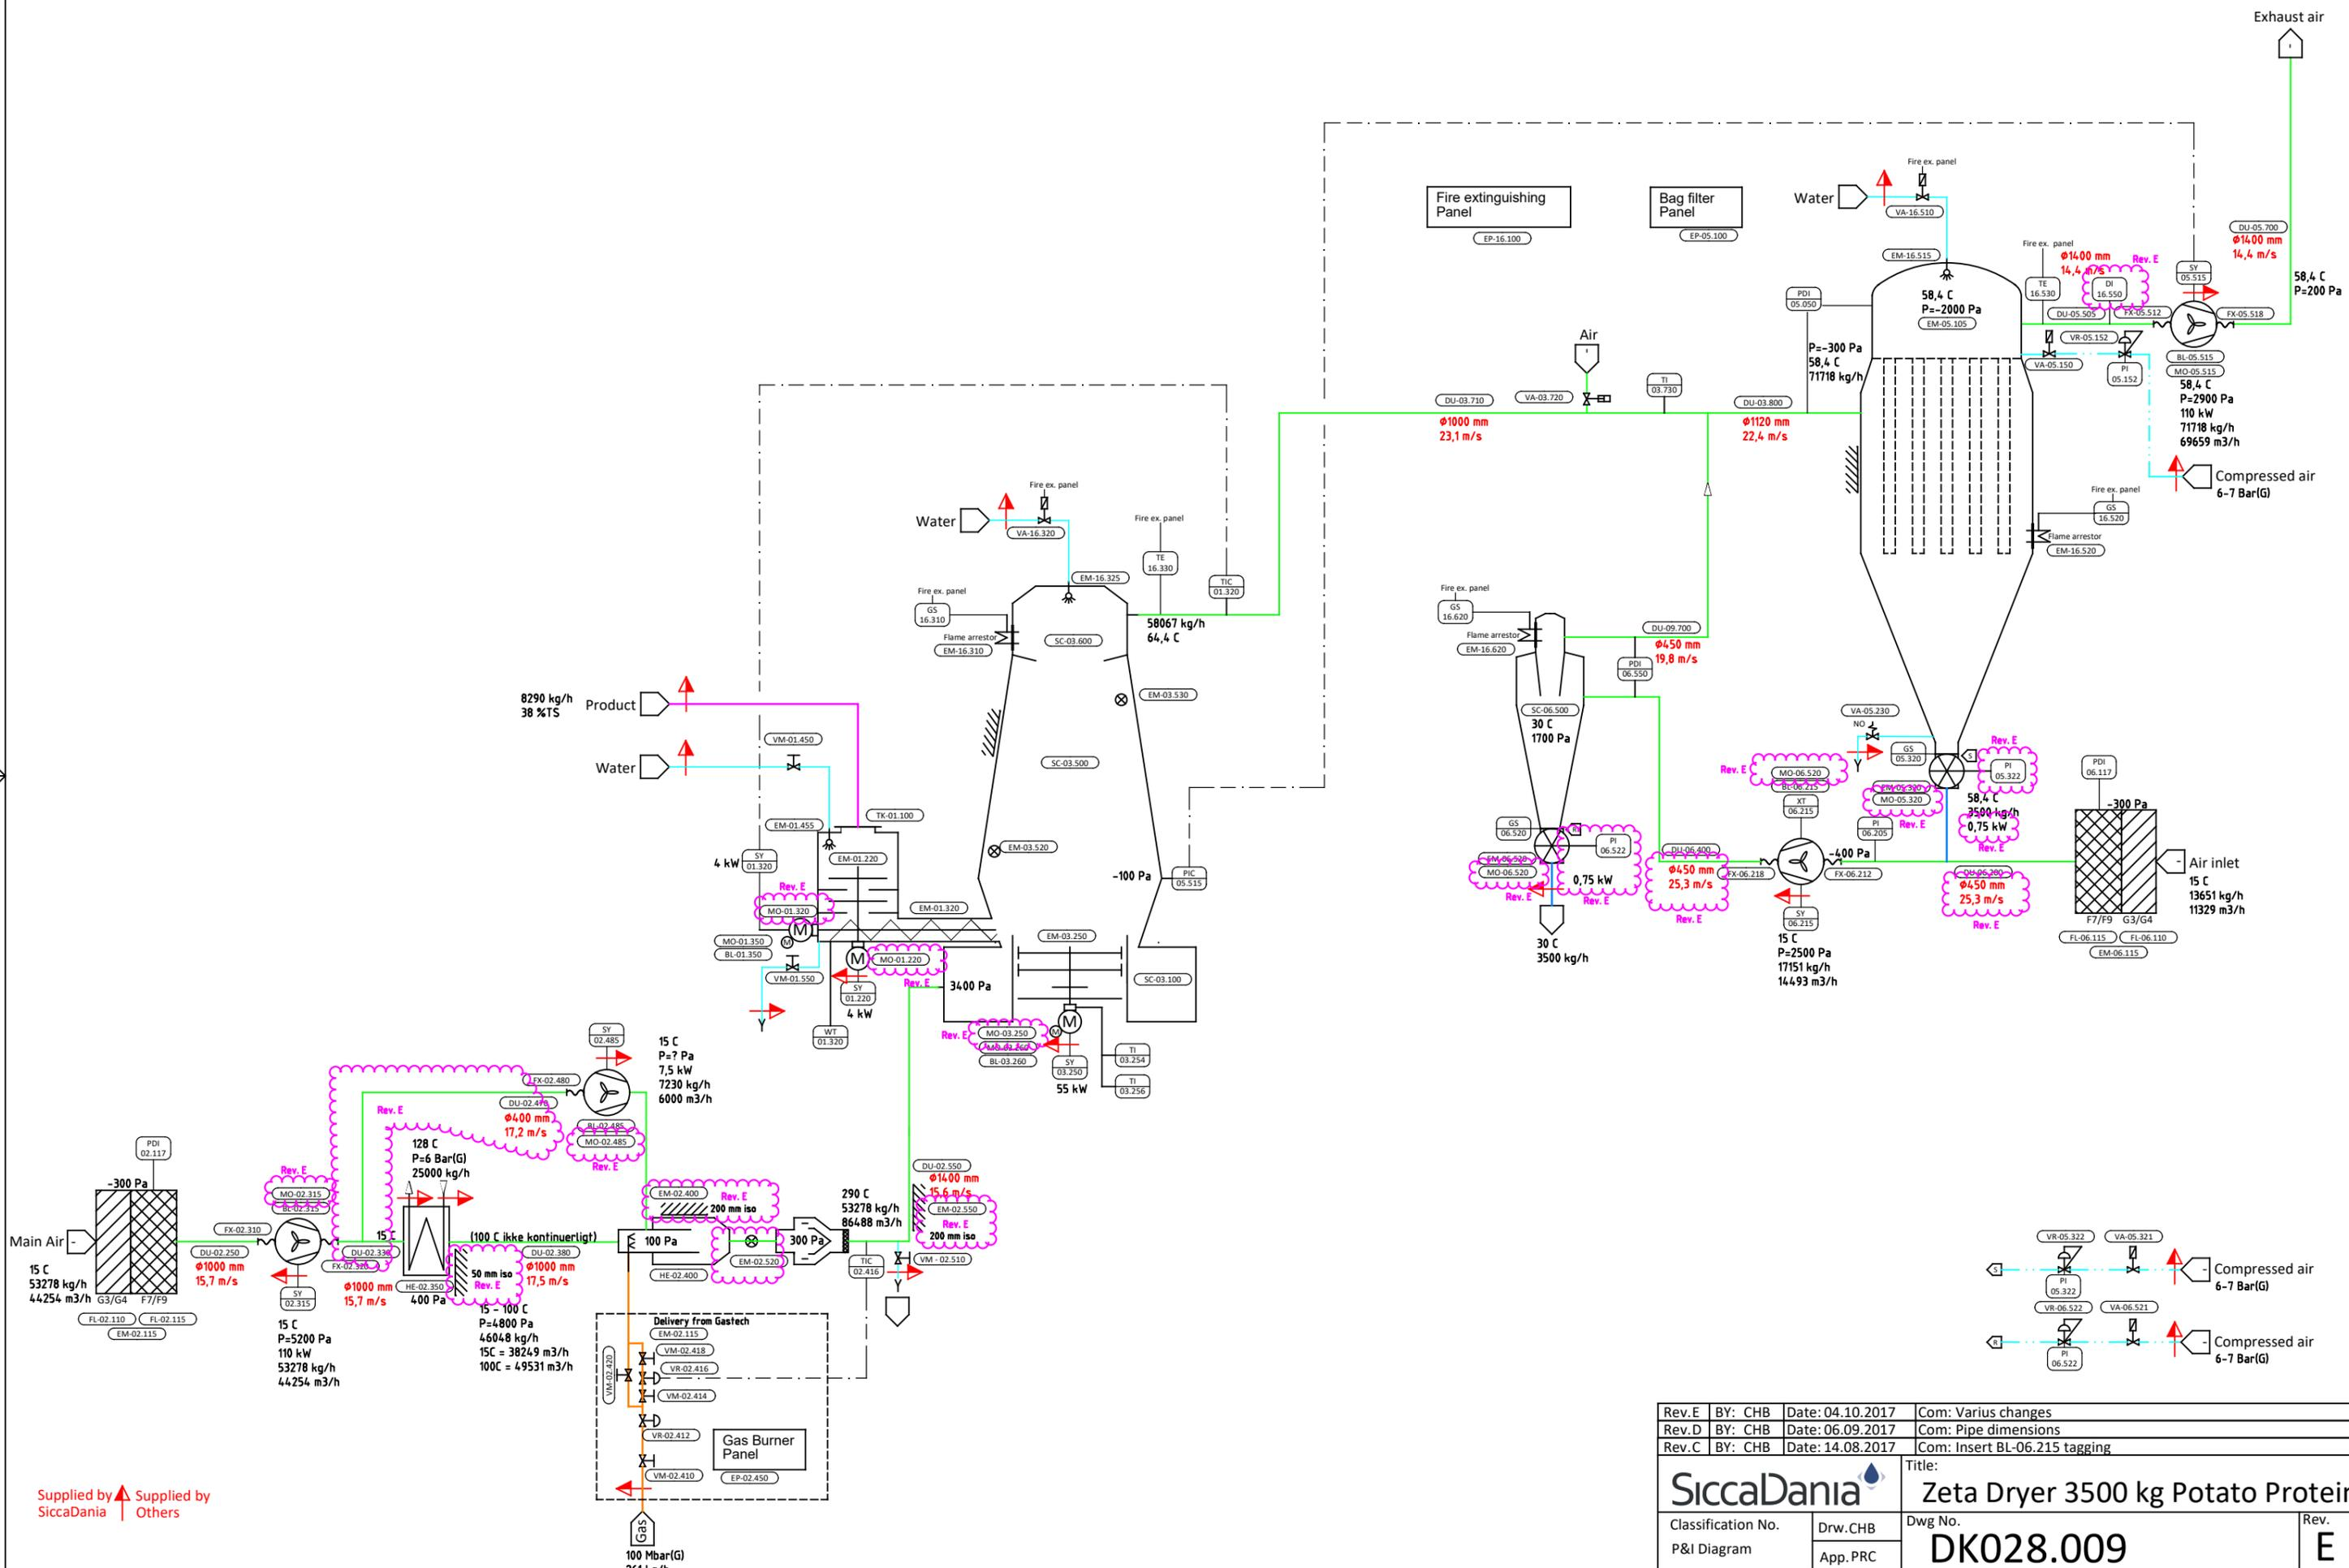 Exhaust air
Fire ex. panel
Water
VA-16.510
Fire extinguishing
Panel
EP-16.100
Bag filter
Panel
EP-05.100
EM-16.515
DU-05.700
ϕ1400 mm
14,4 m/s
58,4 C
P=200 Pa
Fire ex. panel
ϕ1400 mm
14,4 m/s
Rev. E
TE
16.530
DI
16.550
SY
05.515
PDI
05.050
58,4 C
P=-2000 Pa
EM-05.105
DU-05.505
FX-05.512
FX-05.518
VR-05.152
VA-05.150
PI
05.152
BL-05.515
MO-05.515
58,4 C
P=2900 Pa
110 kW
71718 kg/h
69659 m3/h
Compressed air
6-7 Bar(G)
P=-300 Pa
58,4 C
71718 kg/h
Air
VA-03.720
TI
03.730
DU-03.710
ϕ1000 mm
23,1 m/s
DU-03.800
ϕ1120 mm
22,4 m/s
Fire ex. panel
GS
16.520
Flame arrestor
EM-16.520
Fire ex. panel
Water
VA-16.320
Fire ex. panel
TE
16.330
TIC
01.320
EM-16.325
Fire ex. panel
GS
16.310
Flame arrestor
EM-16.310
SC-03.600
58067 kg/h
64,4 C
Fire ex. panel
GS
16.620
Flame arrestor
EM-16.620
DU-09.700
ϕ450 mm
19,8 m/s
PDI
06.550
SC-06.500
30 C
1700 Pa
8290 kg/h
38 %TS
Product
EM-03.530
SC-03.500
VM-01.450
Water
TK-01.100
EM-01.455
EM-01.220
4 kW
SY
01.320
EM-03.520
Rev. E
MO-01.320
EM-01.320
-100 Pa
PIC
05.515
M
M
MO-01.350
BL-01.350
VM-01.550
M
MO-01.220
Rev. E
SY
01.220
4 kW
WT
01.320
EM-03.250
3400 Pa
SC-03.100
Rev. E
MO-03.250
BL-03.260
M
M
SY
03.250
55 kW
TI
03.254
TI
03.256
VA-05.230
NO
GS
05.320
S
Rev. E
PI
05.322
Rev. E
MO-06.520
BL-06.215
XT
06.215
MO-05.320
Rev. E
58,4 C
3500 kg/h
0,75 kW
Rev. E
PDI
06.117
-300 Pa
PI
06.205
-400 Pa
GS
06.520
R
PI
06.522
EM-06.520
MO-06.520
Rev. E
0,75 kW
Rev. E
30 C
3500 kg/h
DU-06.400
ϕ450 mm
25,3 m/s
Rev. E
FX-06.218
FX-06.212
SY
06.215
15 C
P=2500 Pa
17151 kg/h
14493 m3/h
ϕ450 mm
25,3 m/s
Rev. E
Air inlet
15 C
13651 kg/h
11329 m3/h
F7/F9
G3/G4
FL-06.115
FL-06.110
EM-06.115
SY
02.485
15 C
P=? Pa
7,5 kW
7230 kg/h
6000 m3/h
FX-02.480
DU-02.470
ϕ400 mm
17,2 m/s
Rev. E
BL-02.485
MO-02.485
Rev. E
128 C
P=6 Bar(G)
25000 kg/h
PDI
02.117
-300 Pa
Main Air
15 C
53278 kg/h
44254 m3/h
G3/G4
F7/F9
FL-02.110
FL-02.115
EM-02.115
FX-02.310
DU-02.250
ϕ1000 mm
15,7 m/s
Rev. E
MO-02.315
BL-02.315
SY
02.315
15 C
P=5200 Pa
110 kW
53278 kg/h
44254 m3/h
15 C
DU-02.330
FX-02.320
ϕ1000 mm
15,7 m/s
HE-02.350
400 Pa
50 mm iso
Rev. E
(100 C ikke kontinuerligt)
DU-02.380
ϕ1000 mm
17,5 m/s
15 - 100 C
P=4800 Pa
46048 kg/h
15C = 38249 m3/h
100C = 49531 m3/h
EM-02.400
Rev. E
200 mm iso
100 Pa
HE-02.400
EM-02.520
300 Pa
290 C
53278 kg/h
86488 m3/h
TIC
02.416
DU-02.550
ϕ1400 mm
15,6 m/s
EM-02.550
Rev. E
200 mm iso
VM - 02.510
Delivery from Gastech
EM-02.115
VM-02.418
VR-02.416
VM-02.420
VM-02.414
VR-02.412
VM-02.410
Gas Burner
Panel
EP-02.450
Gas
100 Mbar(G)
VR-05.322
VA-05.321
S
PI
05.322
Compressed air
6-7 Bar(G)
VR-06.522
VA-06.521
R
PI
06.522
Compressed air
6-7 Bar(G)
Supplied by
SiccaDania
Supplied by
Others
Rev.E BY: CHB Date: 04.10.2017 Com: Varius changes
Rev.D BY: CHB Date: 06.09.2017 Com: Pipe dimensions
Rev.C BY: CHB Date: 14.08.2017 Com: Insert BL-06.215 tagging
SiccaDania
Title:
Zeta Dryer 3500 kg Potato Protein
Classification No.
P&I Diagram
Drw.CHB
App.PRC
Dwg No.
DK028.009
Rev.
E